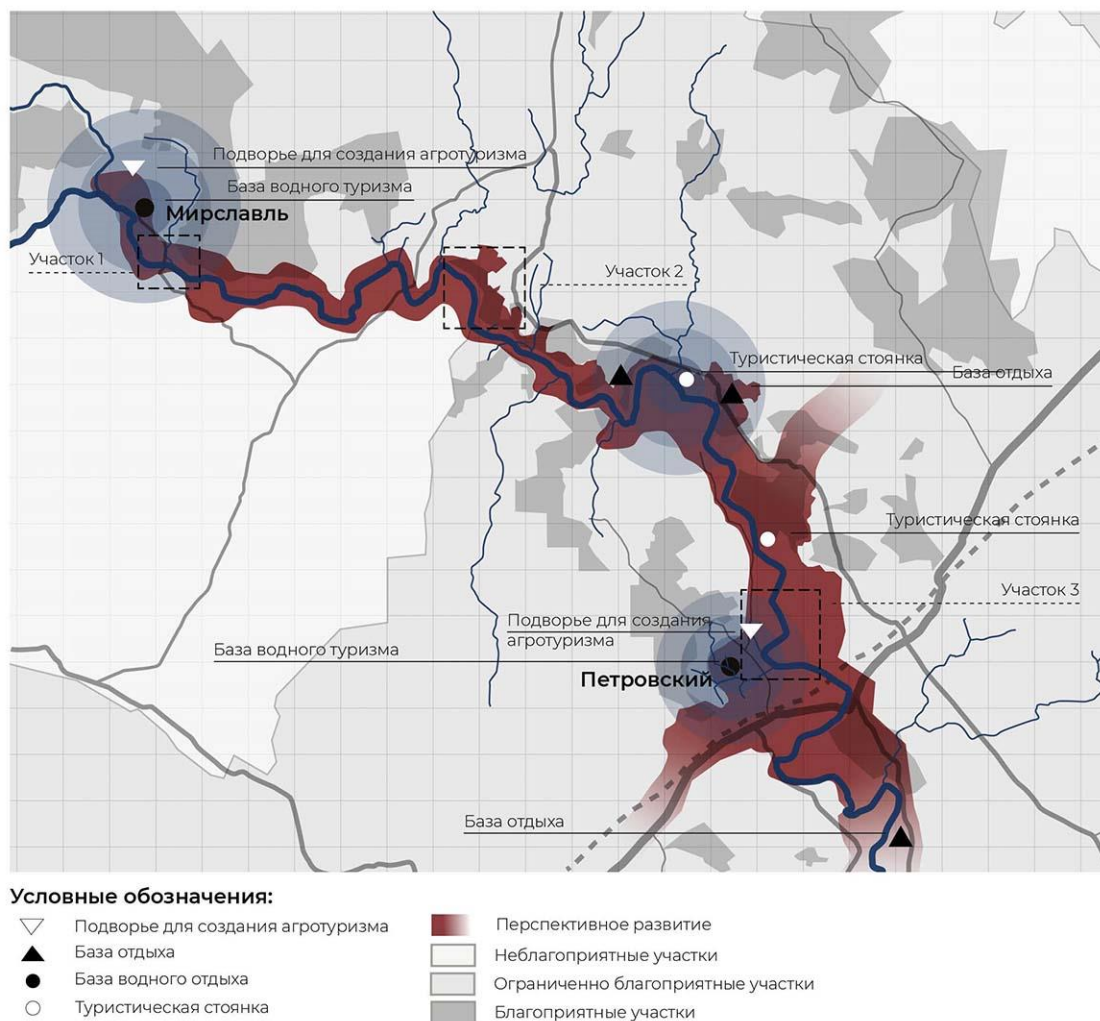 Подворье для создания агротуризма
База водного туризма
Мирславль
Участок 1
Участок 2
Туристическая стоянка
База отдыха
Туристическая стоянка
Участок 3
Подворье для создания
агротуризма
База водного туризма
Петровский
База отдыха
Условные обозначения:
Подворье для создания агротуризма
База отдыха
База водного отдыха
Туристическая стоянка
Перспективное развитие
Неблагоприятные участки
Ограниченно благоприятные участки
Благоприятные участки